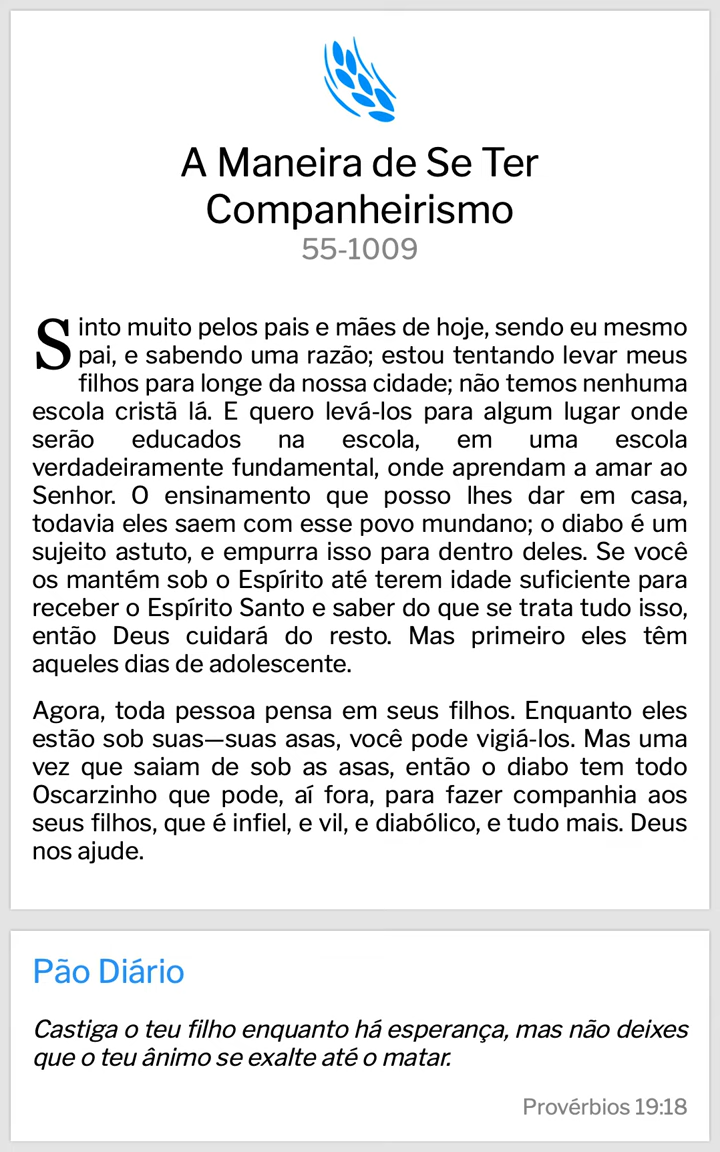 A Maneira de Se Ter
Companheirismo
55-1009
Sinto muito pelos pais e mães de hoje, sendo eu mesmo
pai, e sabendo uma razão; estou tentando levar meus
filhos para longe da nossa cidade; não temos nenhuma
escola cristã lá. E quero levá-los para algum lugar onde
serão educados na escola, em uma escola
verdadeiramente fundamental, onde aprendam a amar ao
Senhor. O ensinamento que posso lhes dar em casa,
todavia eles saem com esse povo mundano; o diabo é um
sujeito astuto, e empurra isso para dentro deles. Se você
os mantém sob o Espírito até terem idade suficiente para
receber o Espírito Santo e saber do que se trata tudo isso,
então Deus cuidará do resto. Mas primeiro eles têm
aqueles dias de adolescente.
Agora, toda pessoa pensa em seus filhos. Enquanto eles
estão sob suas—suas asas, você pode vigiá-los. Mas uma
vez que saiam de sob as asas, então o diabo tem todo
Oscarzinho que pode, aí fora, para fazer companhia aos
seus filhos, que é infiel, e vil, e diabólico, e tudo mais. Deus
nos ajude.
Pão Diário
Castiga o teu filho enquanto há esperança, mas não deixes
que o teu ânimo se exalte até o matar.
Provérbios 19:18